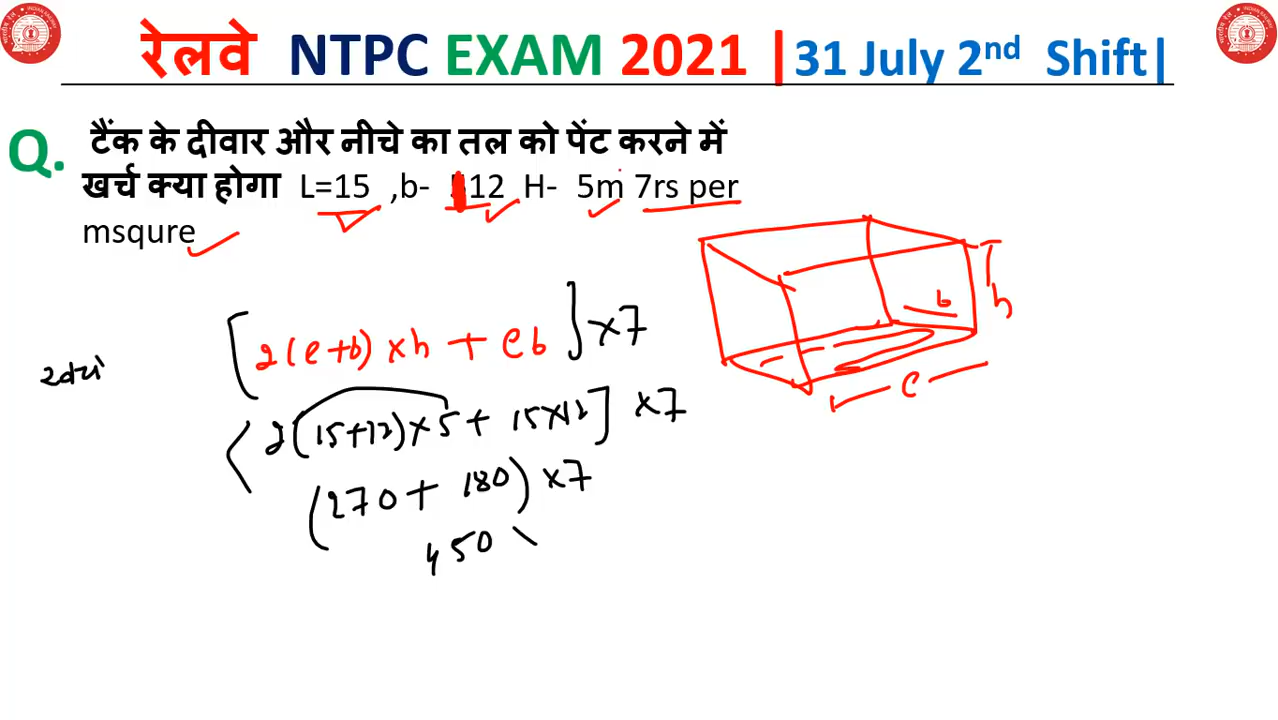 रेलवे NTPC EXAM 2021 |31 July 2nd Shift|
Q. टैंक के दीवार और नीचे का तल को पेंट करने में
खर्च क्या होगा L=15 ,b- 12 H- 5m 7rs per
msqure
b
h
[2(l+b)×h + lb]×7
l
[2(15+12)×5+ 15×12]×7
(270+ 180)×7
450 \